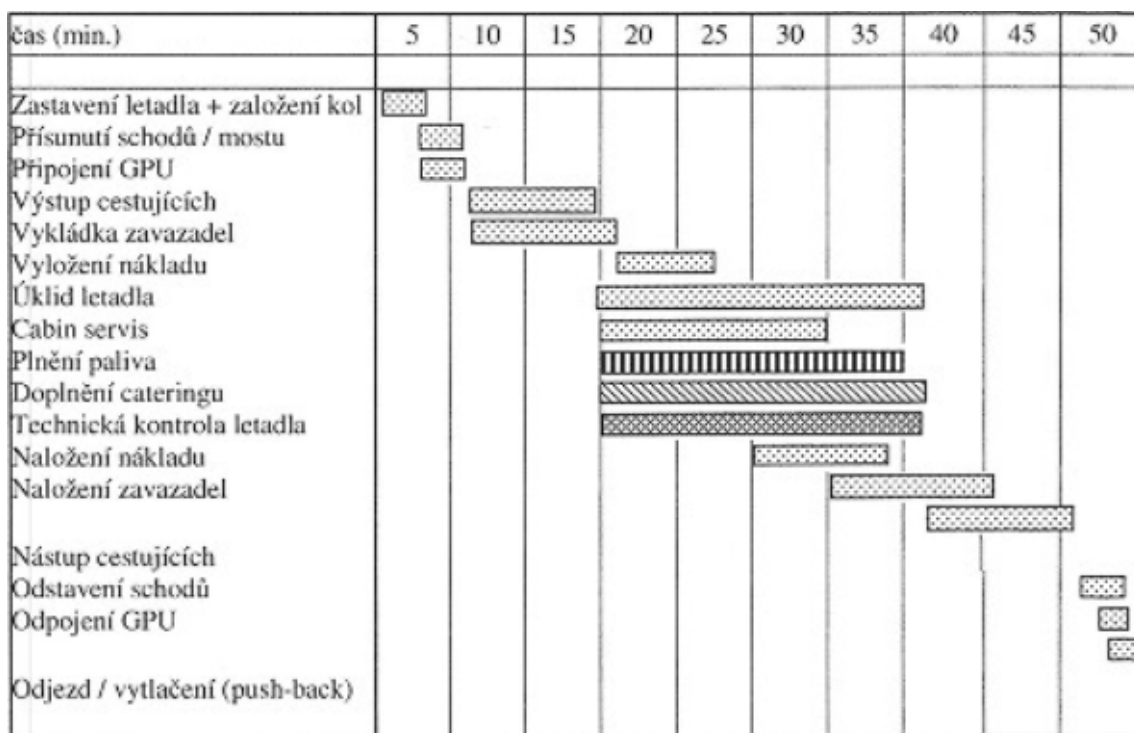 čas (min.) 5 10 15 20 25 30 35 40 45 50
Zastavení letadla + založení kol
Přísunutí schodů / mostu
Připojení GPU
Výstup cestujících
Vykládka zavazadel
Vyložení nákladu
Úklid letadla
Cabin servis
Plnění paliva
Doplnění cateringu
Technická kontrola letadla
Naložení nákladu
Naložení zavazadel
Nástup cestujících
Odstavení schodů
Odpojení GPU
Odjezd / vytlačení (push-back)